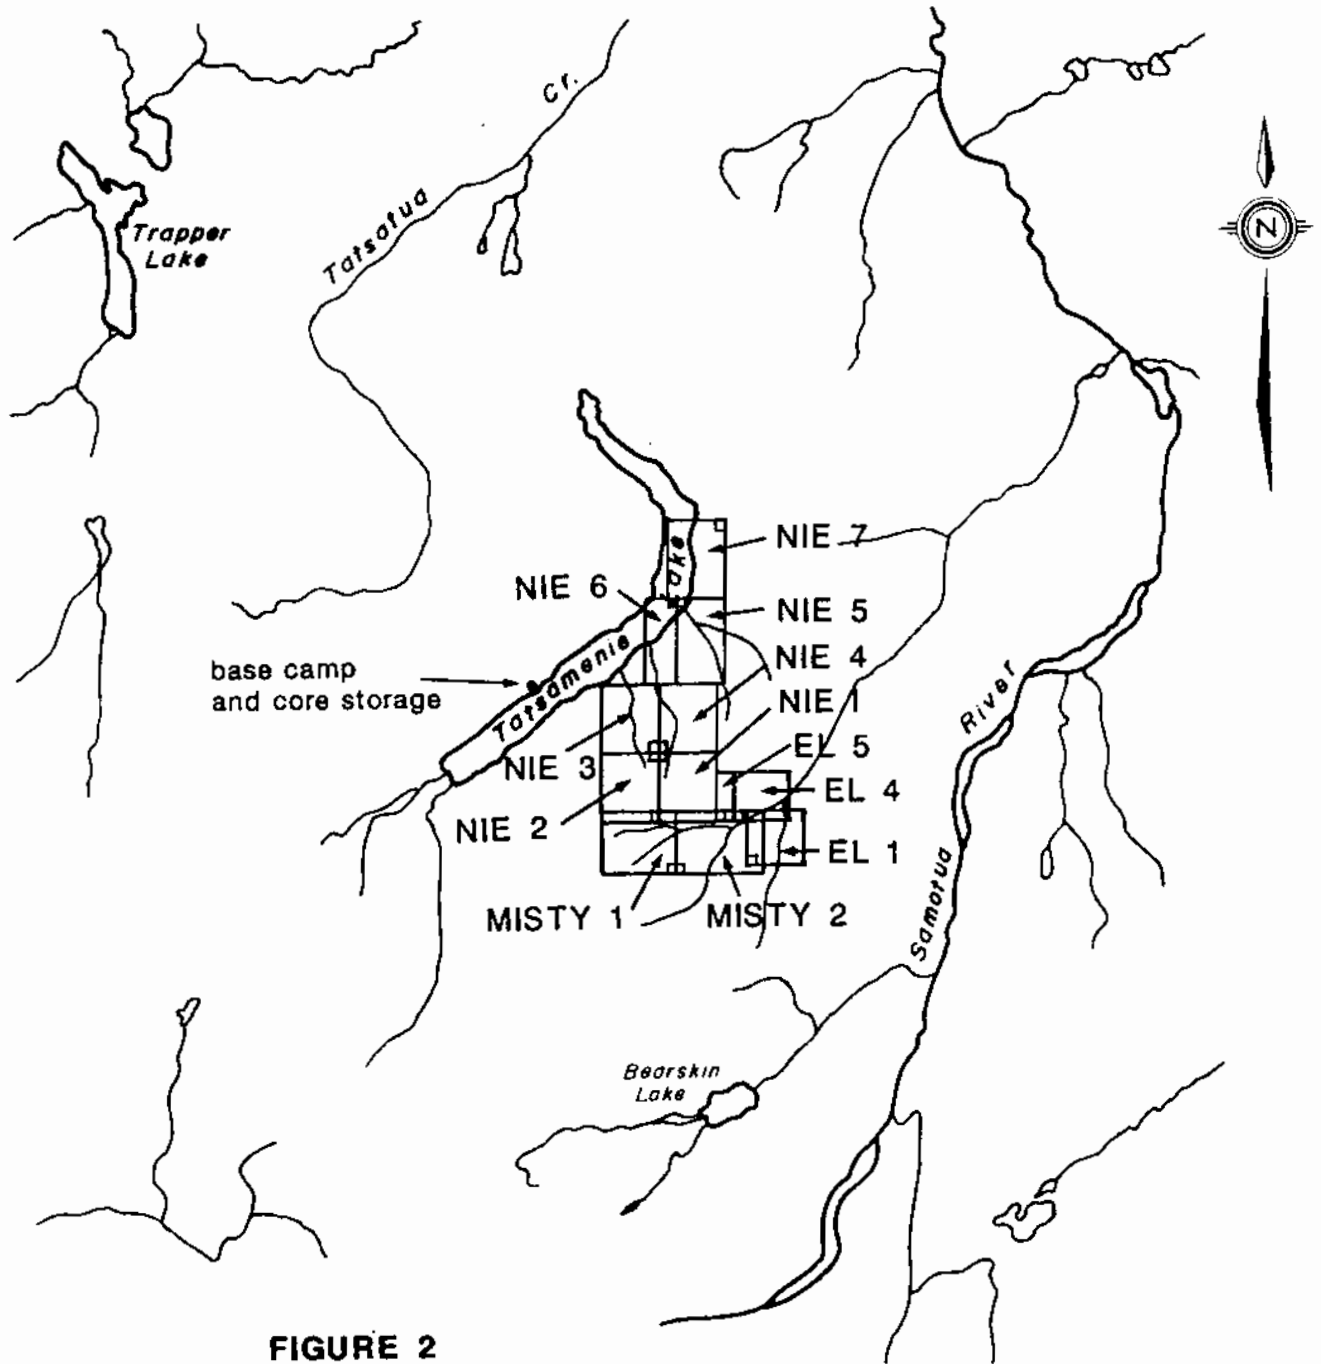 Cr.
Tatsatua
Trapper
Lake
N
NIE 7
Lake
NIE 6
NIE 5
NIE 4
base camp
and core storage
Tatsamenie
NIE 1
River
EL 5
NIE 3
EL 4
NIE 2
EL 1
MISTY 1
MISTY 2
Samotua
Bearskin
Lake
FIGURE 2